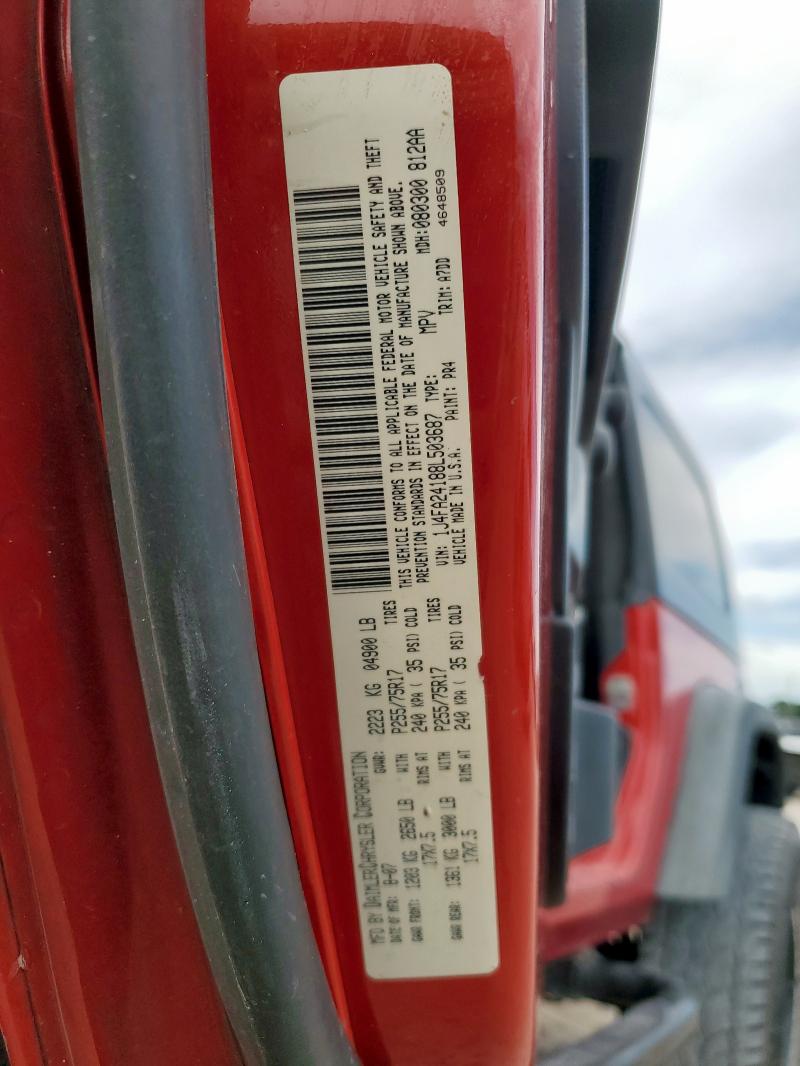 MFD BY DAIMLERCHRYSLER CORPORATION
DATE OF MFR: 8-07 GVWR: 2223 KG 04900 LB
GAWR FRONT: 1203 KG 2650 LB WITH P255/75R17 TIRES
17X7.5 RIMS AT 240 KPA ( 35 PSI) COLD
GAWR REAR: 1361 KG 3000 LB WITH P255/75R17 TIRES
17X7.5 RIMS AT 240 KPA ( 35 PSI) COLD
THIS VEHICLE CONFORMS TO ALL APPLICABLE FEDERAL MOTOR VEHICLE SAFETY AND THEFT
PREVENTION STANDARDS IN EFFECT ON THE DATE OF MANUFACTURE SHOWN ABOVE.
VIN: 1J4FA24188L503687 TYPE: MPV MDH:080300 812AA
VEHICLE MADE IN U.S.A. PAINT: PR4 TRIM: A7DD 4648509